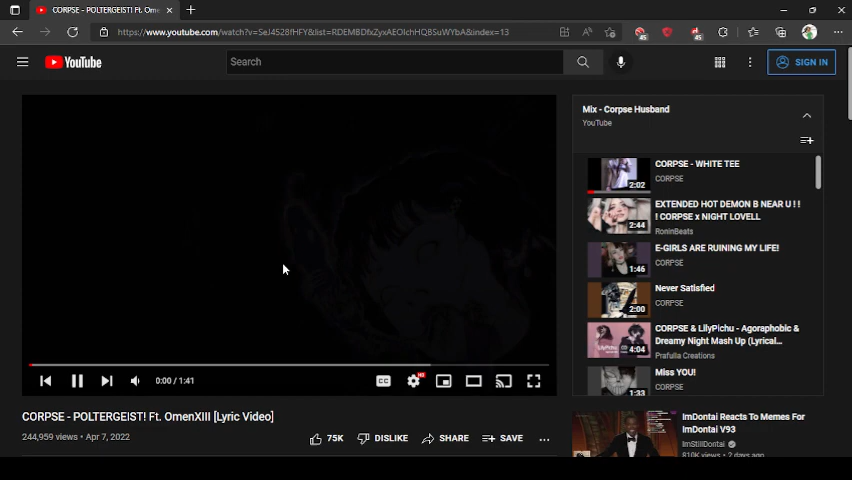 CORPSE - POLTERGEIST! Ft. Om
https://www.youtube.com/watch?v=SeJ4528fHFY&list=RDEMBDfxZyxAEOlchHQBSuWYbA&index=13
45
45
YouTube
Search
SIGN IN
Mix - Corpse Husband
YouTube
CORPSE - WHITE TEE
CORPSE
2:02
EXTENDED HOT DEMON B NEAR U ! !
! CORPSE x NIGHT LOVELL
RoninBeats
2:44
E-GIRLS ARE RUINING MY LIFE!
CORPSE
1:46
Never Satisfied
CORPSE
2:00
CORPSE & LilyPichu - Agoraphobic &
Dreamy Night Mash Up (Lyrical...
Prafulla Creations
4:04
Miss YOU!
CORPSE
1:33
0:00 / 1:41
CC
HD
CORPSE - POLTERGEIST! Ft. OmenXIII [Lyric Video]
244,959 views • Apr 7, 2022
75K
DISLIKE
SHARE
SAVE
ImDontai Reacts To Memes For
ImDontai V93
ImStillDontai
810K views • 2 days ago